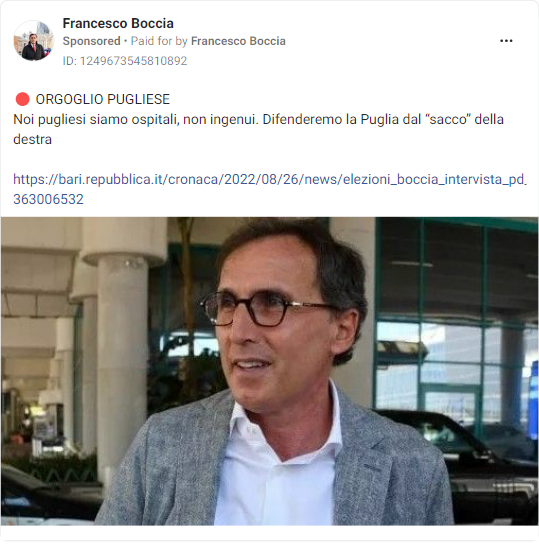 Francesco Boccia
Sponsored • Paid for by Francesco Boccia
ID: 1249673545810892
ORGOGLIO PUGLIESE
Noi pugliesi siamo ospitali, non ingenui. Difenderemo la Puglia dal “sacco” della
destra
https://bari.repubblica.it/cronaca/2022/08/26/news/elezioni_boccia_intervista_pd_
363006532